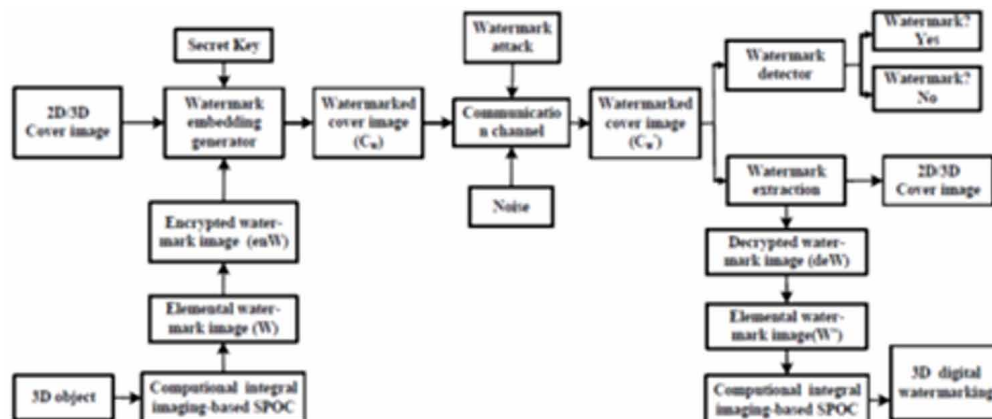 Secret Key
2D/3D
Cover image
Watermark
embedding
generator
Watermarked
cover image
(Cw)
Watermark
attack
Communicatio
n channel
Noise
Watermarked
cover image
(Cw')
Watermark
detector
Watermark?
Yes
Watermark?
No
Watermark
extraction
2D/3D
Cover image
Encrypted water-
mark image (enW)
Elemental water-
mark image (W)
3D object
Computional integral
imaging-based SPOC
Decrypted water-
mark image (deW)
Elemental water-
mark image(W')
Computional integral
imaging-based SPOC
3D digital
watermarking